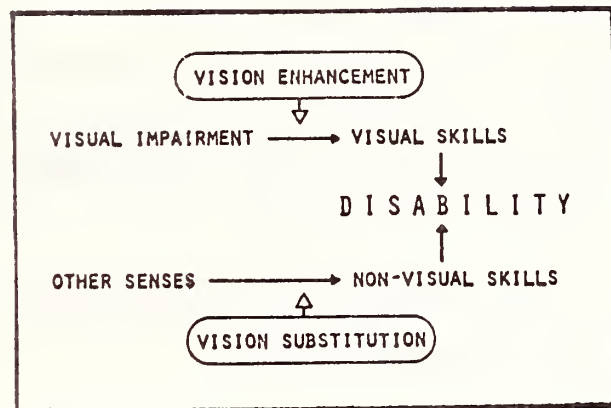 VISION ENHANCEMENT
VISUAL IMPAIRMENT VISUAL SKILLS
DISABILITY
OTHER SENSES NON-VISUAL SKILLS
VISION SUBSTITUTION